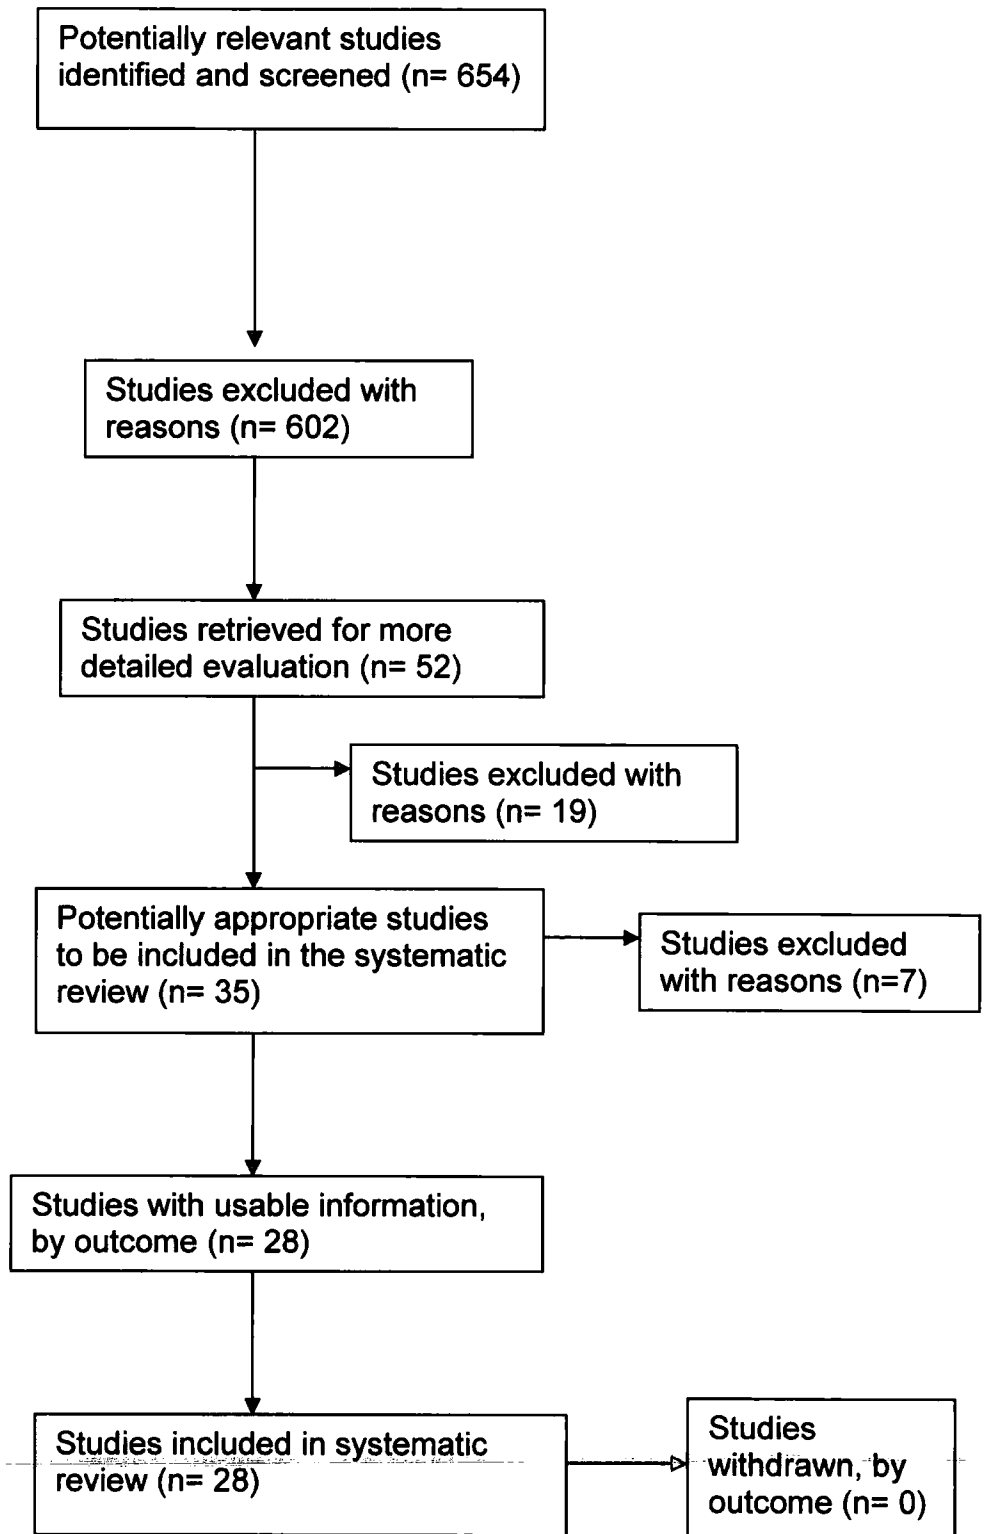 Potentially relevant studies
identified and screened (n= 654)
Studies excluded with
reasons (n= 602)
Studies retrieved for more
detailed evaluation (n= 52)
Studies excluded with
reasons (n= 19)
Potentially appropriate studies
to be included in the systematic
review (n= 35)
Studies excluded
with reasons (n=7)
Studies with usable information,
by outcome (n= 28)
Studies included in systematic
review (n= 28)
Studies
withdrawn, by
outcome (n= 0)